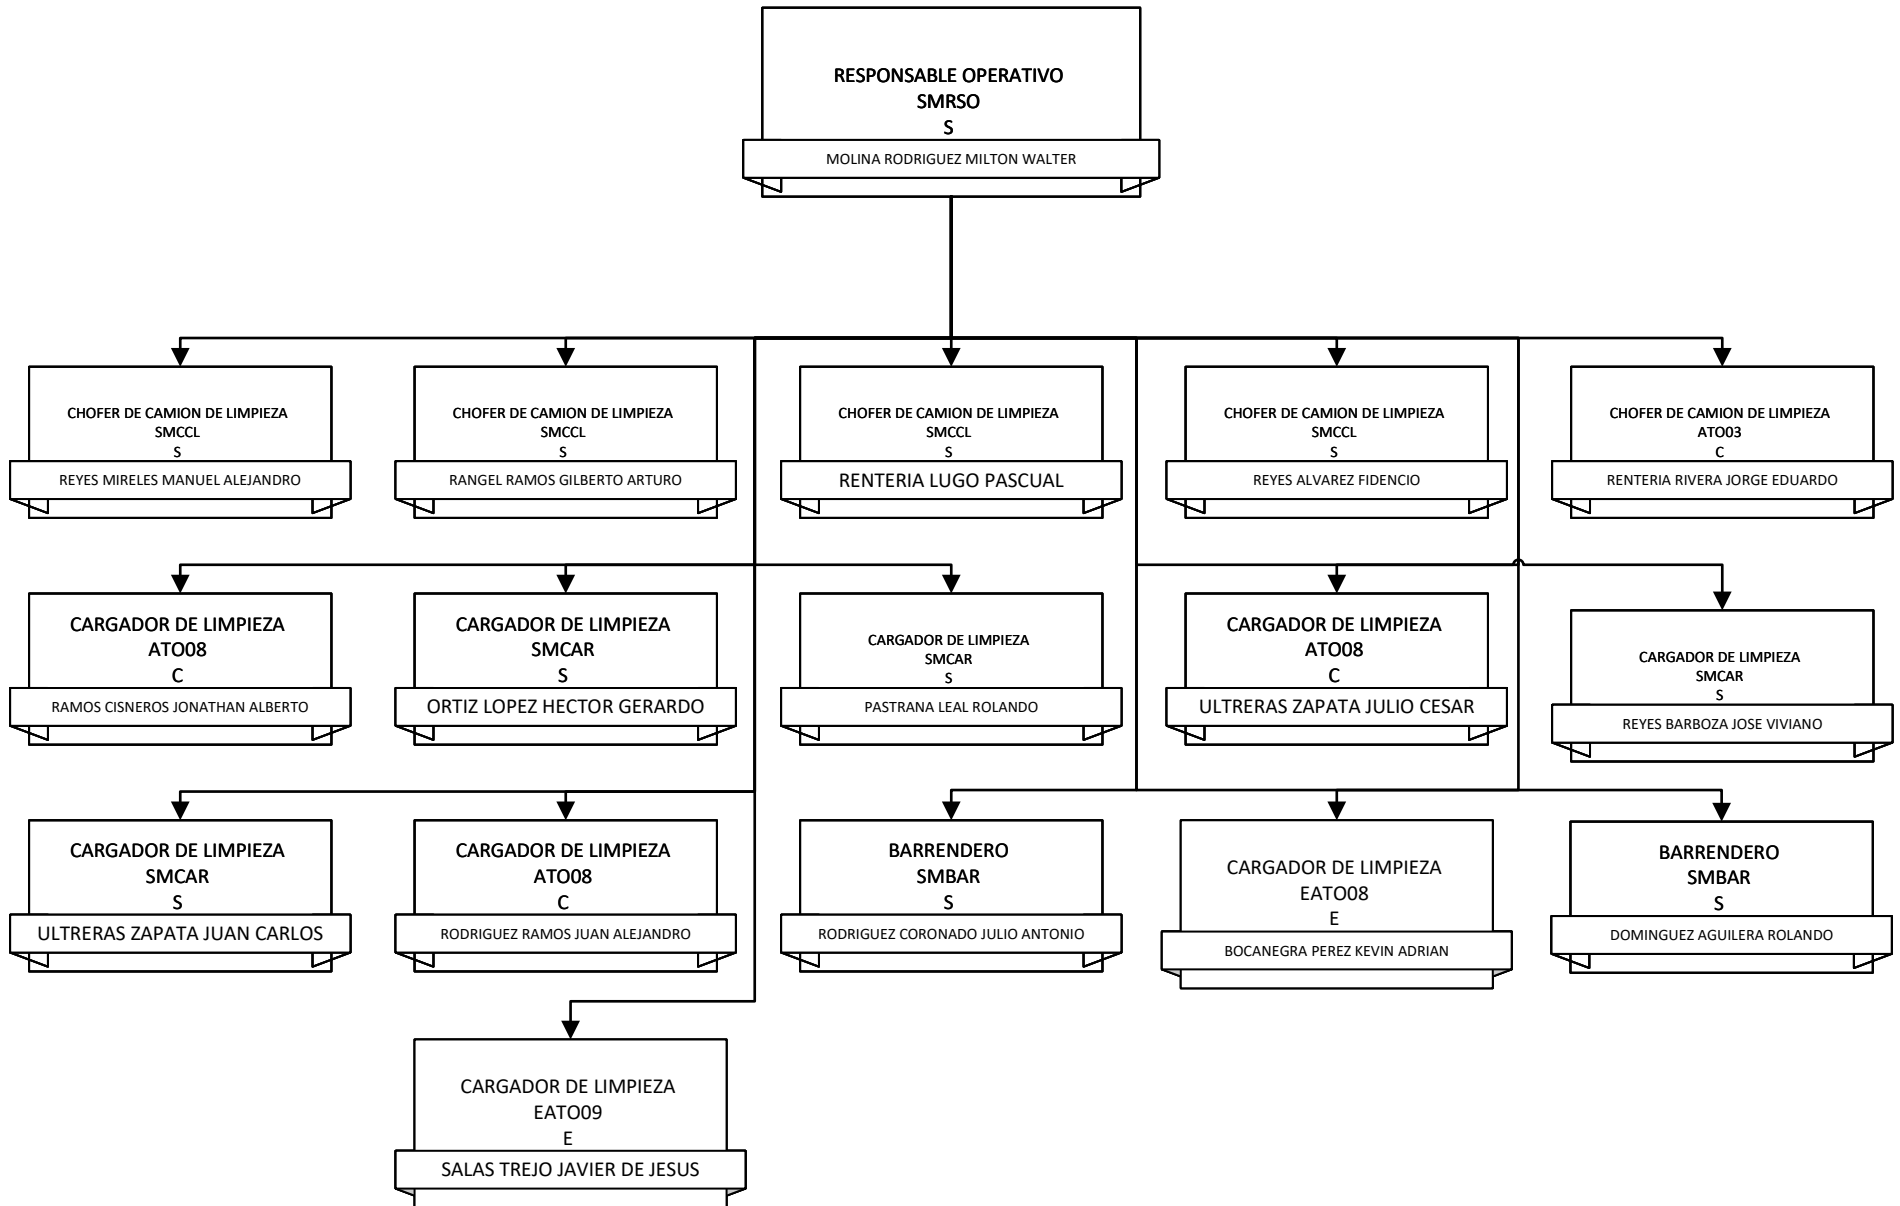 RESPONSABLE OPERATIVO
SMRSO
S
MOLINA RODRIGUEZ MILTON WALTER
CHOFER DE CAMION DE LIMPIEZA
SMCCL
S
REYES MIRELES MANUEL ALEJANDRO
CHOFER DE CAMION DE LIMPIEZA
SMCCL
S
RANGEL RAMOS GILBERTO ARTURO
CHOFER DE CAMION DE LIMPIEZA
SMCCL
S
RENTERIA LUGO PASCUAL
CHOFER DE CAMION DE LIMPIEZA
SMCCL
S
REYES ALVAREZ FIDENCIO
CHOFER DE CAMION DE LIMPIEZA
ATO03
C
RENTERIA RIVERA JORGE EDUARDO
CARGADOR DE LIMPIEZA
ATO08
C
RAMOS CISNEROS JONATHAN ALBERTO
CARGADOR DE LIMPIEZA
SMCAR
S
ORTIZ LOPEZ HECTOR GERARDO
CARGADOR DE LIMPIEZA
SMCAR
S
PASTRANA LEAL ROLANDO
CARGADOR DE LIMPIEZA
ATO08
C
ULTRERAS ZAPATA JULIO CESAR
CARGADOR DE LIMPIEZA
SMCAR
S
REYES BARBOZA JOSE VIVIANO
CARGADOR DE LIMPIEZA
SMCAR
S
ULTRERAS ZAPATA JUAN CARLOS
CARGADOR DE LIMPIEZA
ATO08
C
RODRIGUEZ RAMOS JUAN ALEJANDRO
BARRENDERO
SMBAR
S
RODRIGUEZ CORONADO JULIO ANTONIO
CARGADOR DE LIMPIEZA
EATO08
E
BOCANEGRA PEREZ KEVIN ADRIAN
BARRENDERO
SMBAR
S
DOMINGUEZ AGUILERA ROLANDO
CARGADOR DE LIMPIEZA
EATO09
E
SALAS TREJO JAVIER DE JESUS